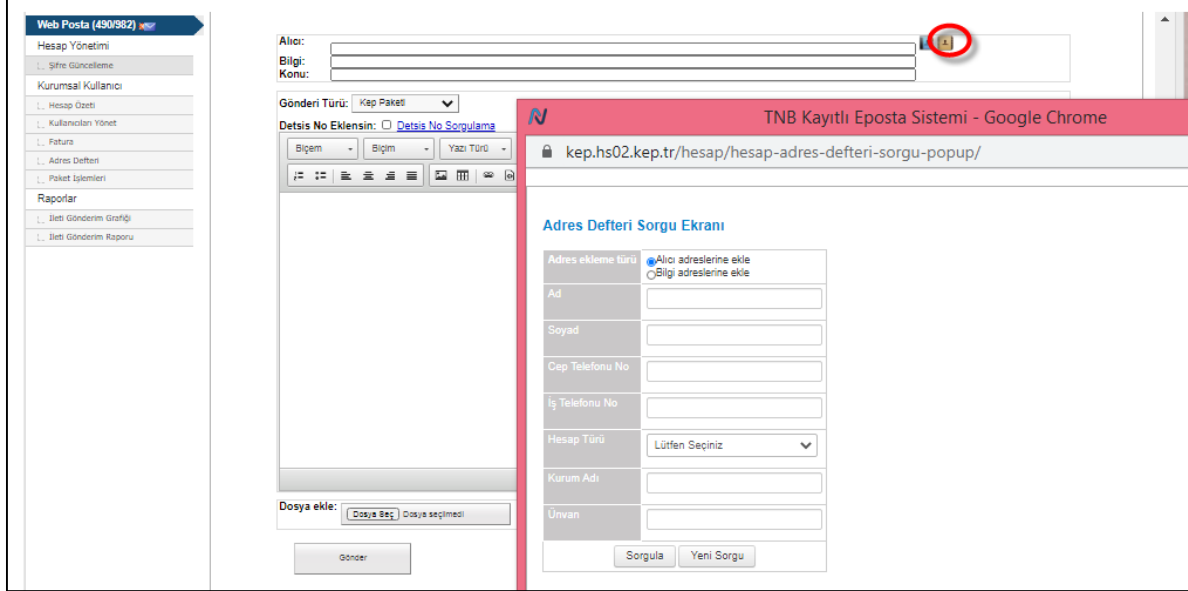 Web Posta (490/982)
Hesap Yönetimi
Şifre Güncelleme
Kurumsal Kullanıcı
Hesap Özeti
Kullanıcıları Yönet
Fatura
Adres Defteri
Paket İşlemleri
Raporlar
İleti Gönderim Grafiği
İleti Gönderim Raporu
Alıcı:
Bilgi:
Konu:
Gönderi Türü: Kep Paketi
Detsis No Eklensin: Detsis No Sorgulama
Biçem Biçim Yazı Türü
Dosya ekle: Dosya Seç Dosya seçilmedi
Gönder
TNB Kayıtlı Eposta Sistemi - Google Chrome
kep.hs02.kep.tr/hesap/hesap-adres-defteri-sorgu-popup/
Adres Defteri Sorgu Ekranı
Adres ekleme türü Alıcı adreslerine ekle
Bilgi adreslerine ekle
Ad
Soyad
Cep Telefonu No
İş Telefonu No
Hesap Türü Lütfen Seçiniz
Kurum Adı
Ünvan
Sorgula Yeni Sorgu